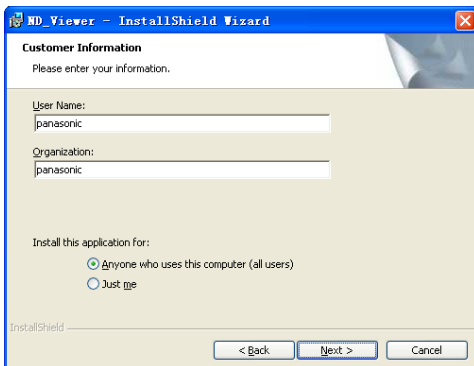 ND_Viewer - InstallShield Wizard
Customer Information
Please enter your information.
User Name:
panasonic
Organization:
panasonic
Install this application for:
Anyone who uses this computer (all users)
Just me
InstallShield
< Back Next > Cancel